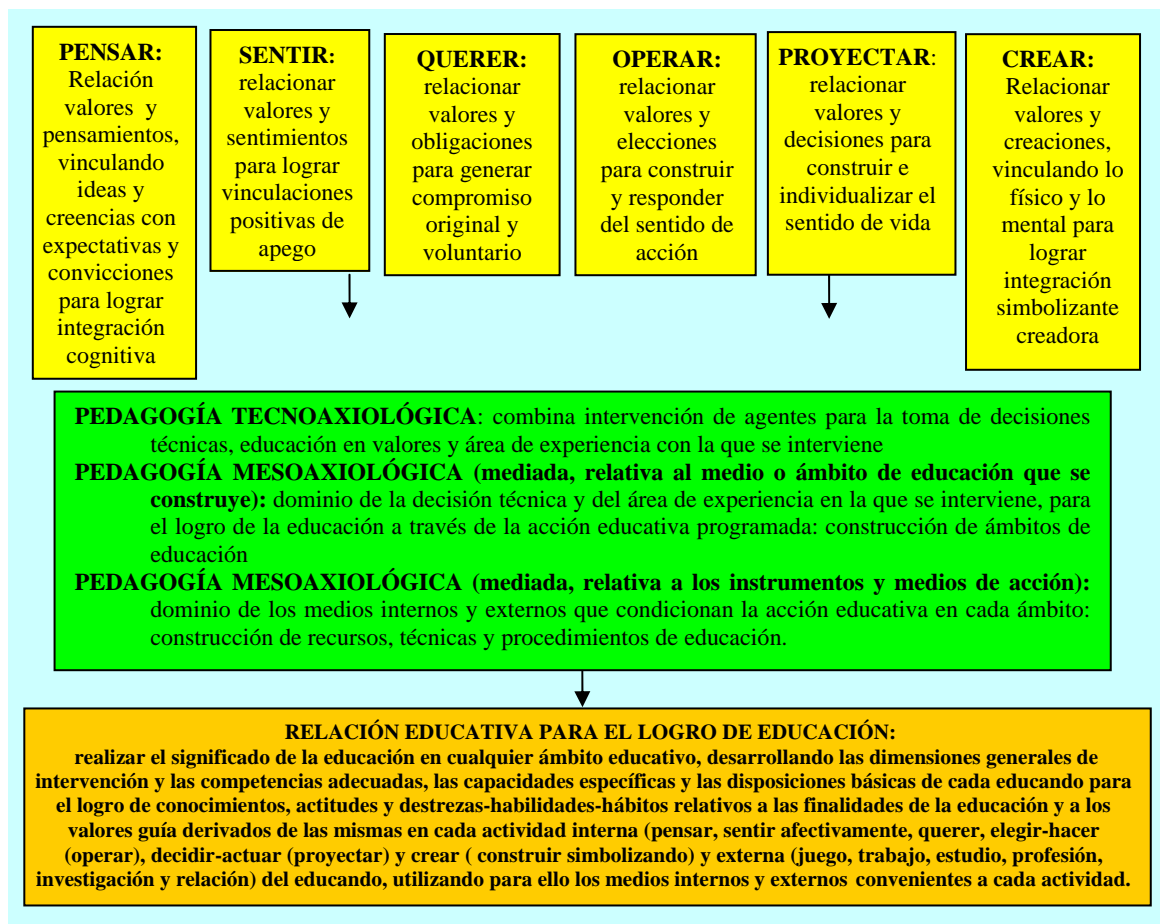 PENSAR:
Relación
valores y
pensamientos,
vinculando
ideas y
creencias con
expectativas y
convicciones
para lograr
integración
cognitiva
SENTIR:
relacionar
valores y
sentimientos
para lograr
vinculaciones
positivas de
apego
QUERER:
relacionar
valores y
obligaciones
para generar
compromiso
original y
voluntario
OPERAR:
relacionar
valores y
elecciones
para construir
y responder
del sentido de
acción
PROYECTAR:
relacionar
valores y
decisiones para
construir e
individualizar el
sentido de vida
CREAR:
Relacionar
valores y
creaciones,
vinculando lo
físico y lo
mental para
lograr
integración
simbolizante
creadora
PEDAGOGÍA TECNOAXIOLÓGICA: combina intervención de agentes para la toma de decisiones
técnicas, educación en valores y área de experiencia con la que se interviene
PEDAGOGÍA MESOAXIOLÓGICA (mediada, relativa al medio o ámbito de educación que se
construye): dominio de la decisión técnica y del área de experiencia en la que se interviene, para
el logro de la educación a través de la acción educativa programada: construcción de ámbitos de
educación
PEDAGOGÍA MESOAXIOLÓGICA (mediada, relativa a los instrumentos y medios de acción):
dominio de los medios internos y externos que condicionan la acción educativa en cada ámbito:
construcción de recursos, técnicas y procedimientos de educación.
RELACIÓN EDUCATIVA PARA EL LOGRO DE EDUCACIÓN:
realizar el significado de la educación en cualquier ámbito educativo, desarrollando las dimensiones generales de
intervención y las competencias adecuadas, las capacidades específicas y las disposiciones básicas de cada educando para
el logro de conocimientos, actitudes y destrezas-habilidades-hábitos relativos a las finalidades de la educación y a los
valores guía derivados de las mismas en cada actividad interna (pensar, sentir afectivamente, querer, elegir-hacer
(operar), decidir-actuar (proyectar) y crear ( construir simbolizando) y externa (juego, trabajo, estudio, profesión,
investigación y relación) del educando, utilizando para ello los medios internos y externos convenientes a cada actividad.